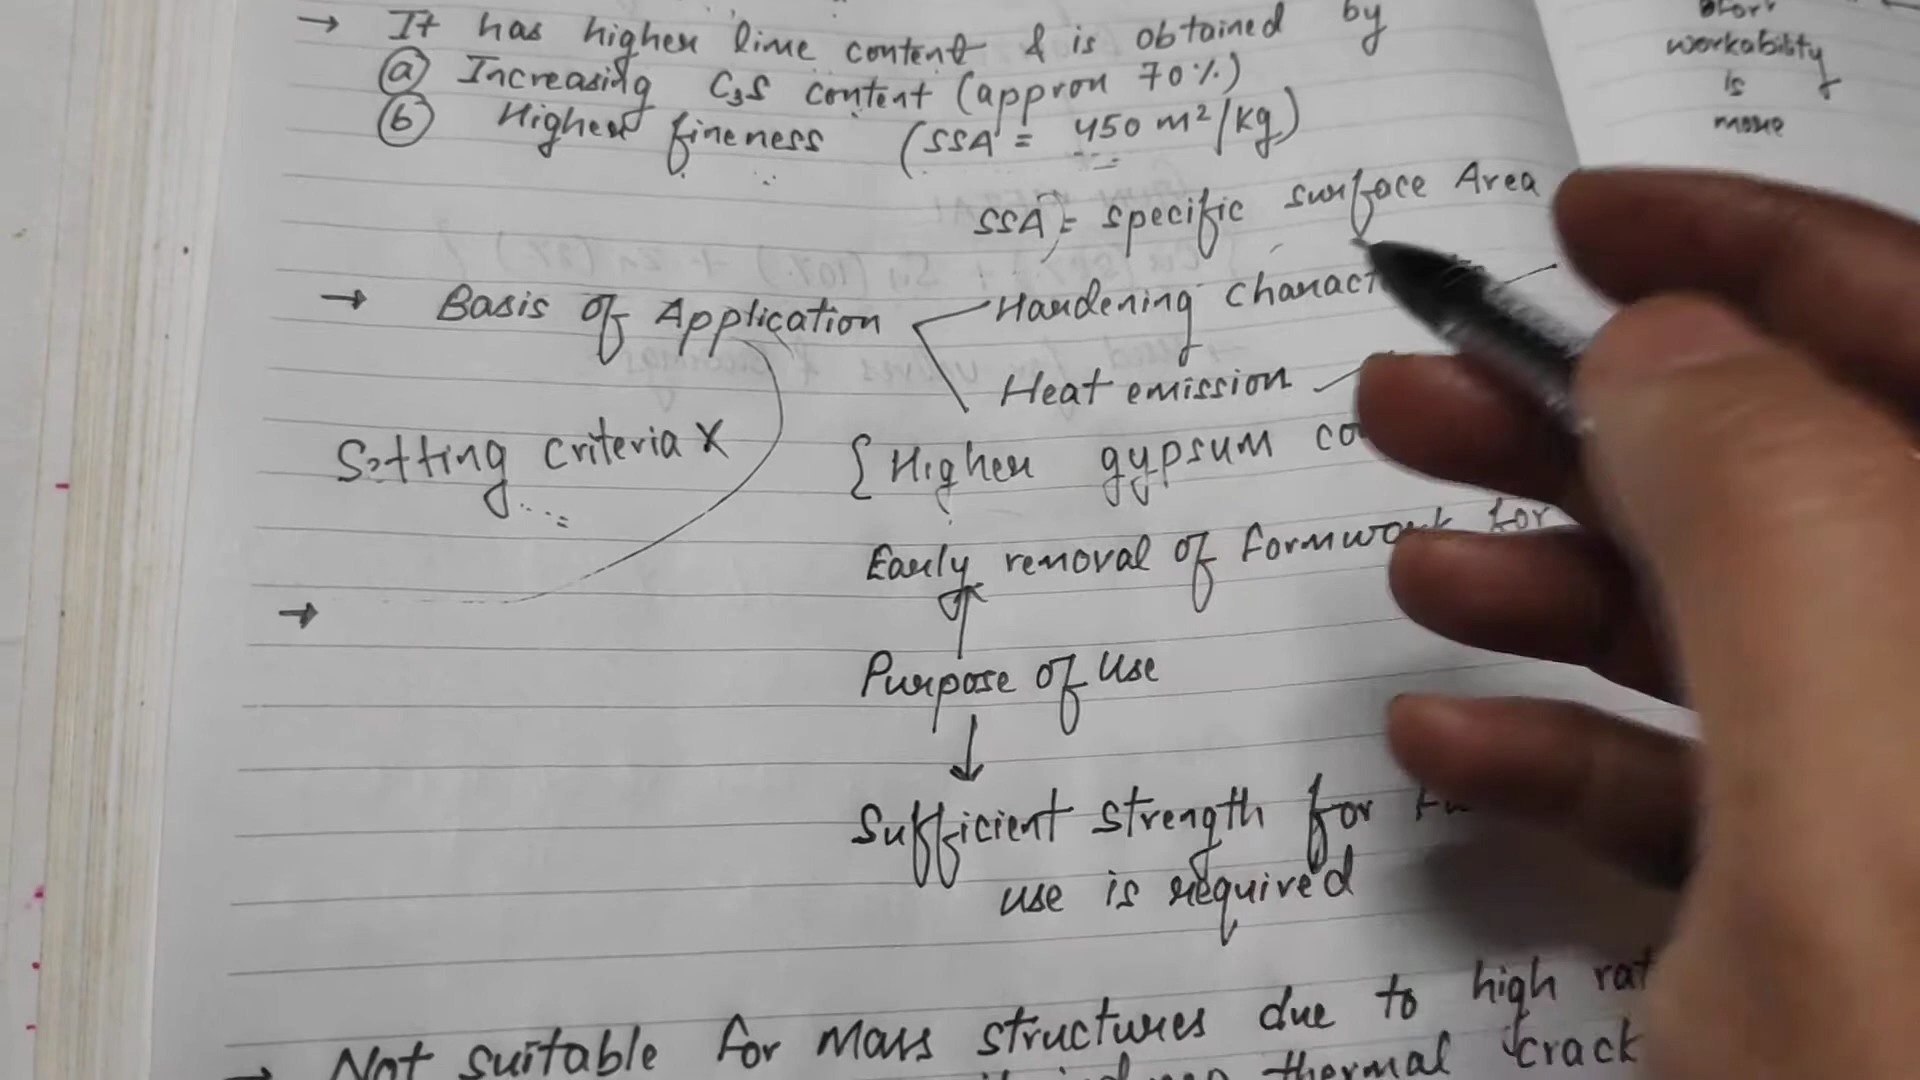 → It has higher lime content & is obtained by
(a) Increasing C3S content (approx 70%)
(b) Higher fineness (SSA = 450 m²/kg)
SSA = specific surface Area
→ Basis of Application
Hardening charact
Heat emission
Setting criteria X
{Higher gypsum co
Early removal of formwork for
→
Purpose of Use
Sufficient strength for
use is required
→ Not suitable for Mass structures due to high rat
thermal crack
workability
is
more